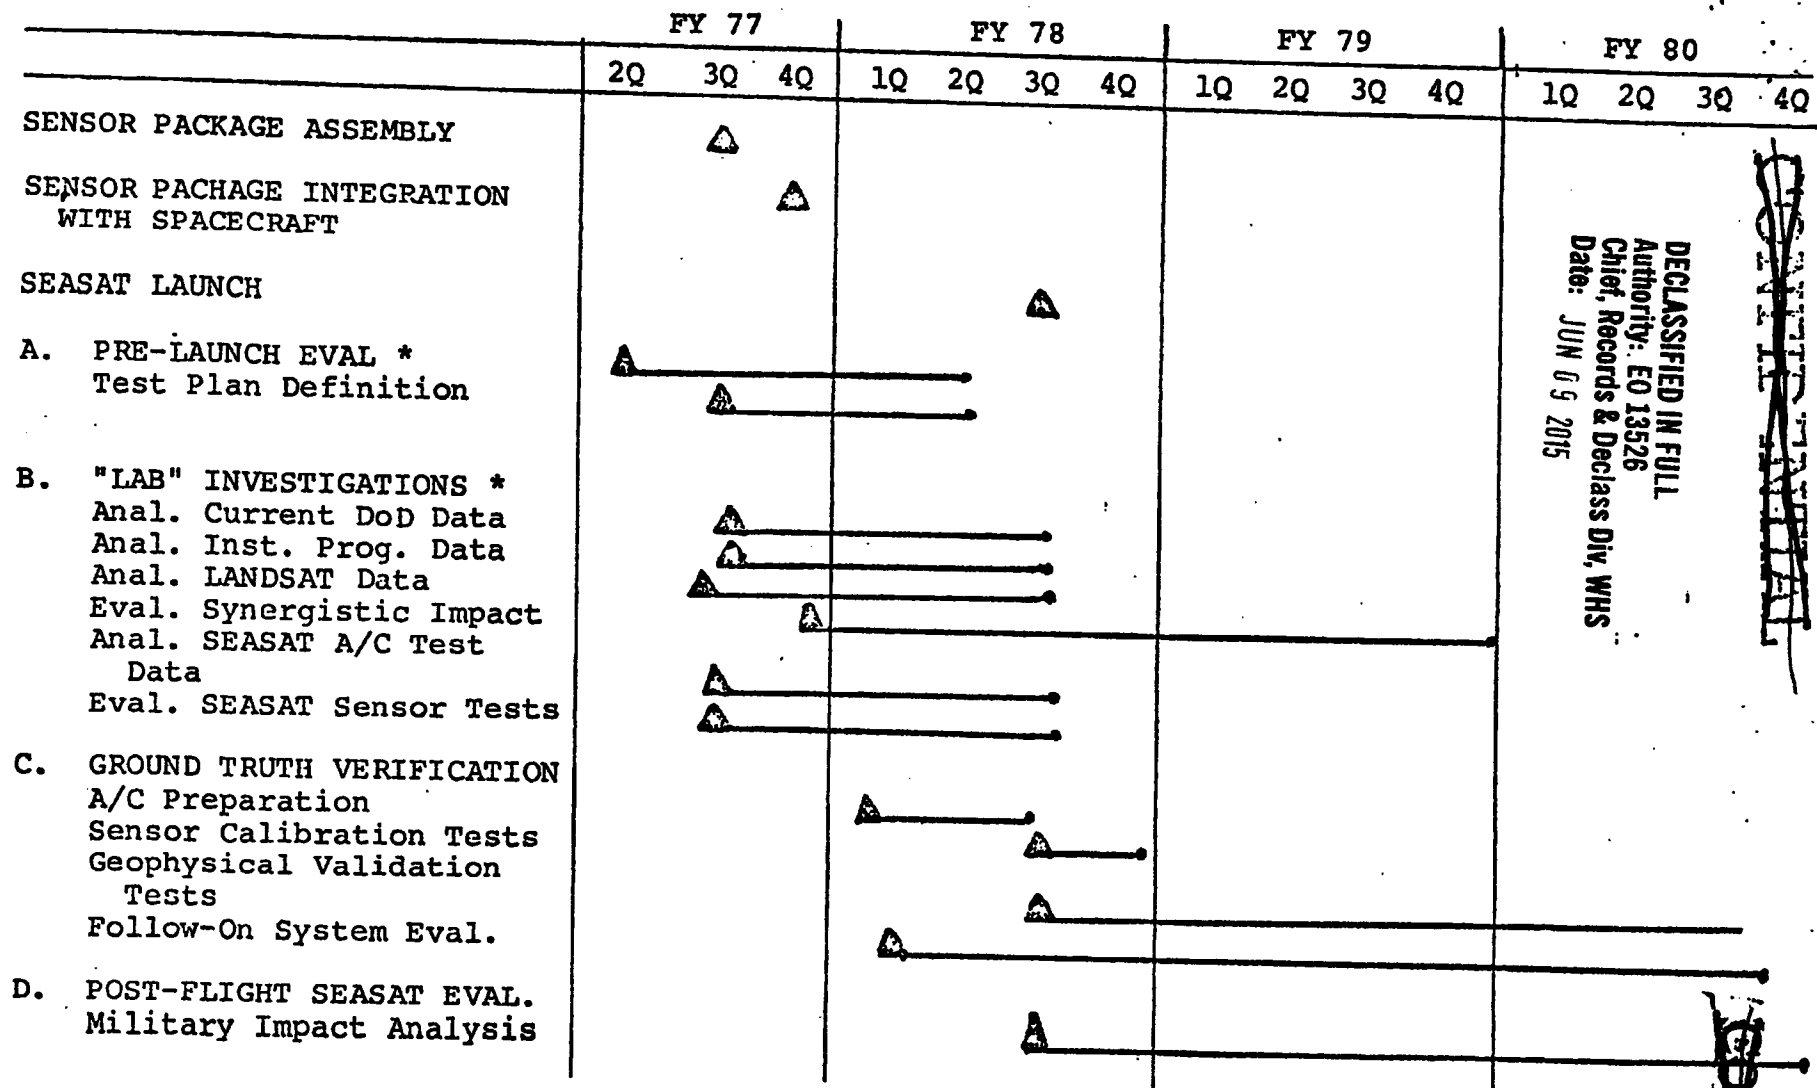 FY 77 FY 78 FY 79 FY 80
2Q 3Q 4Q 1Q 2Q 3Q 4Q 1Q 2Q 3Q 4Q 1Q 2Q 3Q 4Q
SENSOR PACKAGE ASSEMBLY
SENSOR PACHAGE INTEGRATION
WITH SPACECRAFT
SEASAT LAUNCH
A. PRE-LAUNCH EVAL *
Test Plan Definition
B. "LAB" INVESTIGATIONS *
Anal. Current DoD Data
Anal. Inst. Prog. Data
Anal. LANDSAT Data
Eval. Synergistic Impact
Anal. SEASAT A/C Test
Data
Eval. SEASAT Sensor Tests
C. GROUND TRUTH VERIFICATION
A/C Preparation
Sensor Calibration Tests
Geophysical Validation
Tests
Follow-On System Eval.
D. POST-FLIGHT SEASAT EVAL.
Military Impact Analysis
DECLASSIFIED IN FULL
Authority: EO 13526
Chief, Records & Declass Div, WHS
Date: JUN 09 2015